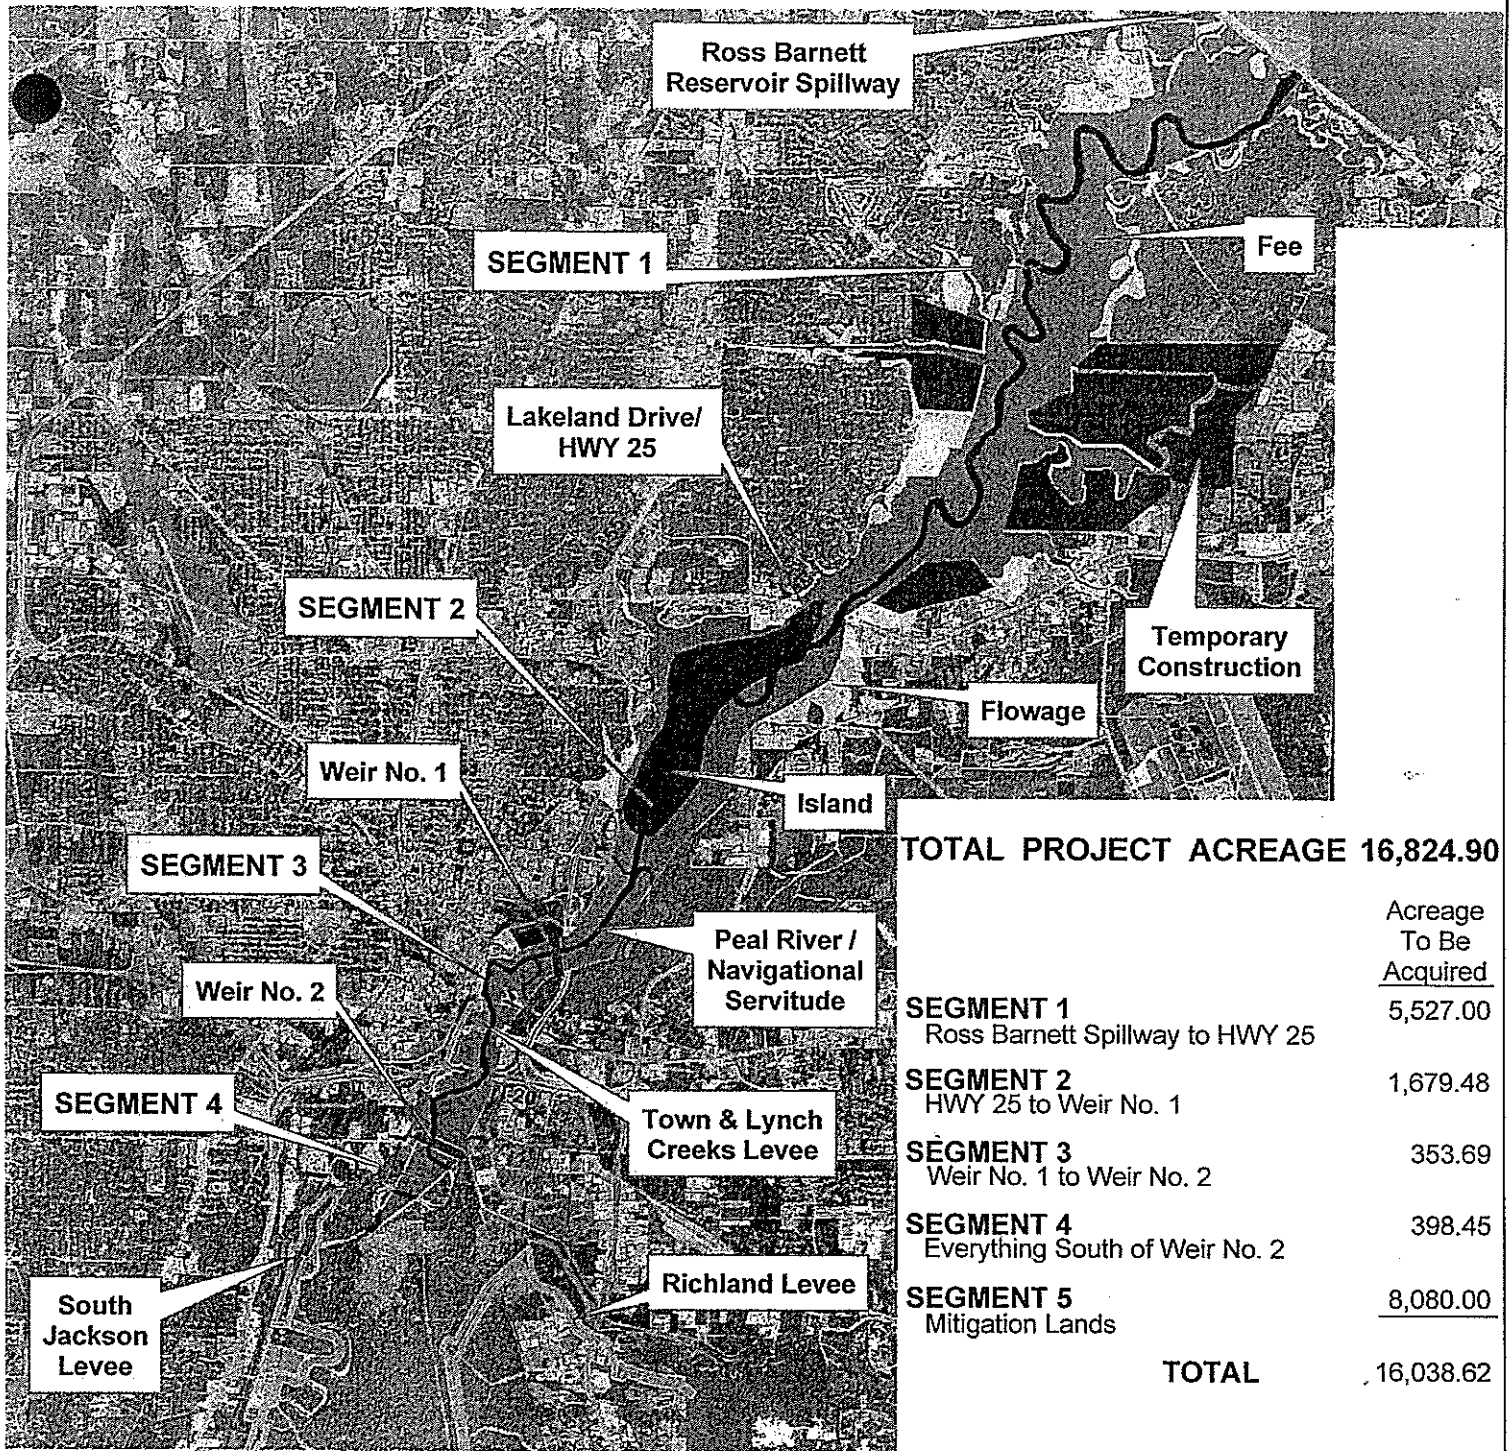 Ross Barnett
Reservoir Spillway
SEGMENT 1
Fee
Lakeland Drive/
HWY 25
SEGMENT 2
Temporary
Construction
Flowage
Weir No. 1
Island
SEGMENT 3
TOTAL PROJECT ACREAGE 16,824.90
Peal River /
Navigational
Servitude
Weir No. 2
SEGMENT 4
Town & Lynch
Creeks Levee
Richland Levee
South
Jackson
Levee
Acreage
To Be
Acquired
SEGMENT 1 5,527.00
Ross Barnett Spillway to HWY 25
SEGMENT 2 1,679.48
HWY 25 to Weir No. 1
SEGMENT 3 353.69
Weir No. 1 to Weir No. 2
SEGMENT 4 398.45
Everything South of Weir No. 2
SEGMENT 5 8,080.00
Mitigation Lands
TOTAL 16,038.62